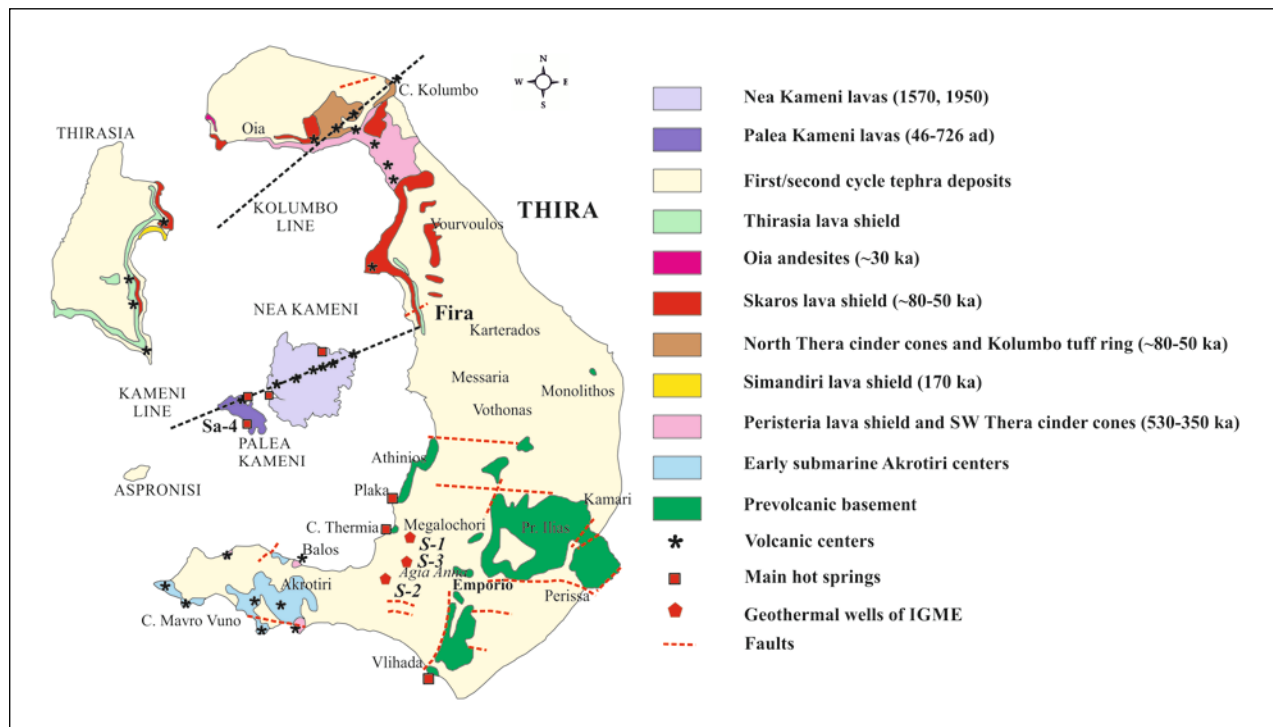 N
W E
S
C. Kolumbo
Oia
THIRASIA
KOLUMBO
LINE
THIRA
Vourvoulos
NEA KAMENI
Fira
Karterados
Messaria
Monolithos
Vothonas
KAMENI
LINE
Sa-4
PALEA
KAMENI
ASPRONISI
Athinios
Plaka
Kamari
C. Thermia
Megalochori
Pr. Ilias
S-1
Balos
S-3
Agia Anna
Emporio
S-2
Akrotiri
Perissa
C. Mavro Vuno
Vlihada
Nea Kameni lavas (1570, 1950)
Palea Kameni lavas (46-726 ad)
First/second cycle tephra deposits
Thirasia lava shield
Oia andesites (~30 ka)
Skaros lava shield (~80-50 ka)
North Thera cinder cones and Kolumbo tuff ring (~80-50 ka)
Simandiri lava shield (170 ka)
Peristeria lava shield and SW Thera cinder cones (530-350 ka)
Early submarine Akrotiri centers
Prevolcanic basement
Volcanic centers
Main hot springs
Geothermal wells of IGME
Faults